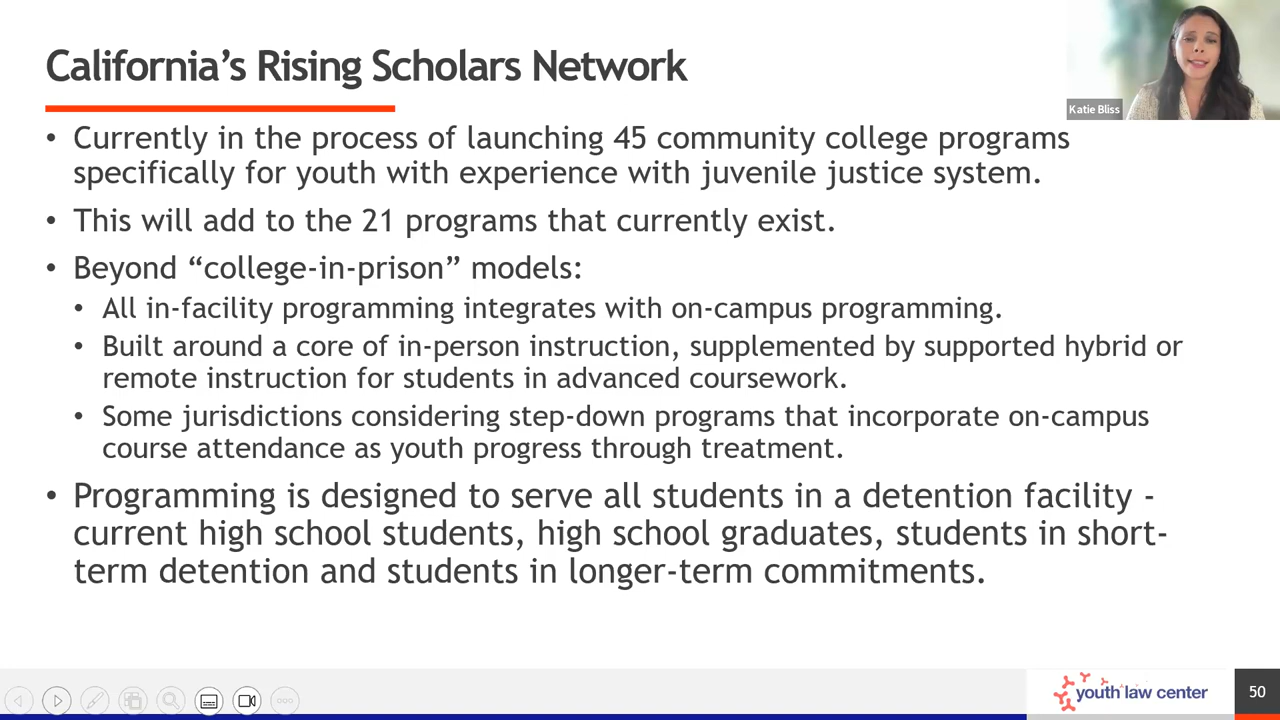 California's Rising Scholars Network
Katie Bliss
• Currently in the process of launching 45 community college programs
specifically for youth with experience with juvenile justice system.
• This will add to the 21 programs that currently exist.
• Beyond “college-in-prison” models:
• All in-facility programming integrates with on-campus programming.
• Built around a core of in-person instruction, supplemented by supported hybrid or
remote instruction for students in advanced coursework.
• Some jurisdictions considering step-down programs that incorporate on-campus
course attendance as youth progress through treatment.
• Programming is designed to serve all students in a detention facility -
current high school students, high school graduates, students in short-
term detention and students in longer-term commitments.
youth law center
50